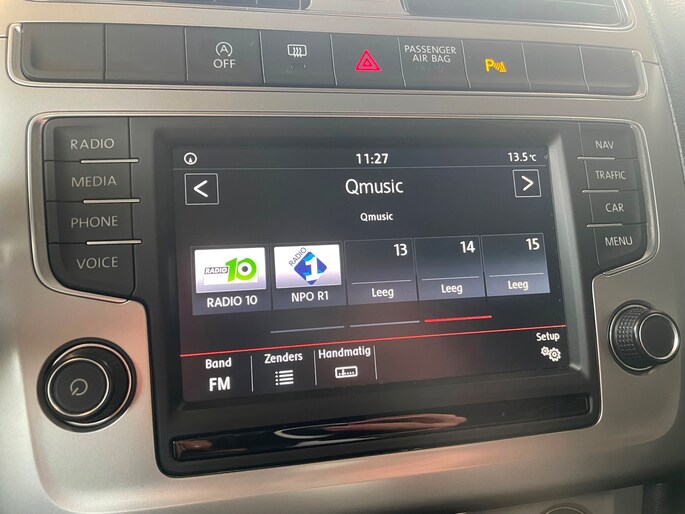 OFF
PASSENGER
AIR BAG
P
RADIO
MEDIA
PHONE
VOICE
NAV
TRAFFIC
CAR
MENU
11:27
13.5°C
<
Qmusic
>
Qmusic
RADIO 10
RADIO 10
RADIO 1
NPO R1
13
Leeg
14
Leeg
15
Leeg
Band
FM
Zenders
Handmatig
Setup